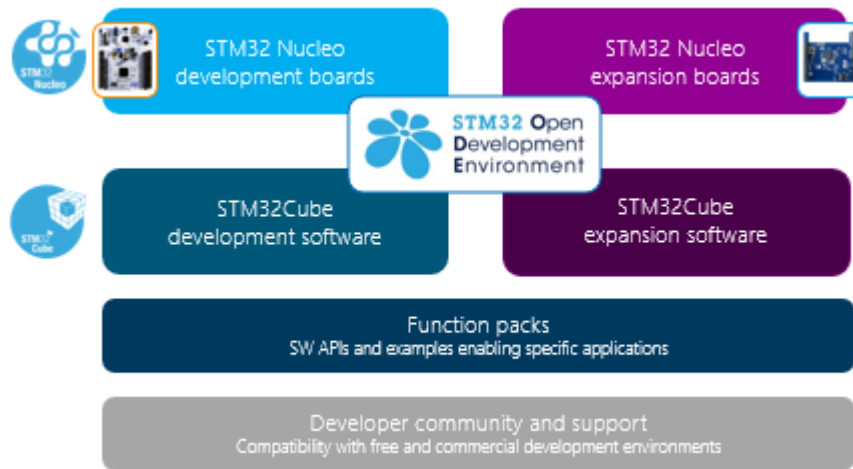 STM32 Nucleo
development boards
STM32 Nucleo
expansion boards
STM32
Nucleo
STM32 Open
Development
Environment
STM32Cube
development software
STM32Cube
expansion software
STM32
Cube
Function packs
SW APIs and examples enabling specific applications
Developer community and support
Compatibility with free and commercial development environments